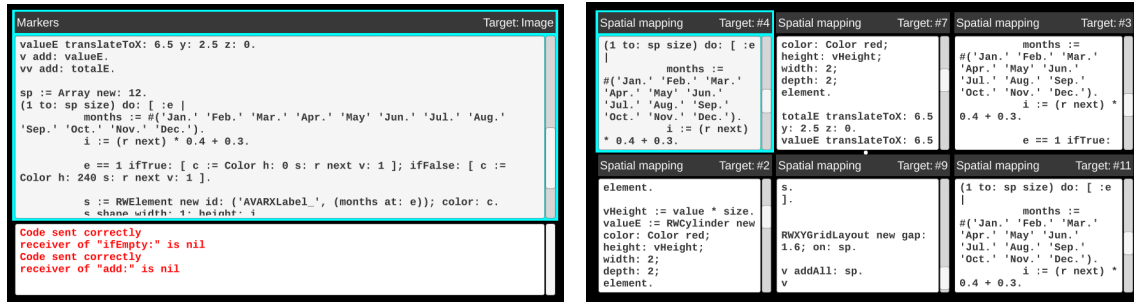 Markers Target: Image
valueE translateToX: 6.5 y: 2.5 z: 0.
v add: valueE.
vv add: totalE.
sp := Array new: 12.
(1 to: sp size) do: [ :e |
months := #('Jan.' 'Feb.' 'Mar.' 'Apr.' 'May' 'Jun.' 'Jul.' 'Aug.'
'Sep.' 'Oct.' 'Nov.' 'Dec.').
i := (r next) * 0.4 + 0.3.
e == 1 ifTrue: [ c := Color h: 0 s: r next v: 1 ]; ifFalse: [ c :=
Color h: 240 s: r next v: 1 ].
s := RWElement new id: ('AVARXLabel_', (months at: e)); color: c.
s shape width: 1; height: i
Code sent correctly
receiver of "ifEmpty:" is nil
Code sent correctly
receiver of "add:" is nil
Spatial mapping Target: #4
(1 to: sp size) do: [ :e
|
months :=
#('Jan.' 'Feb.' 'Mar.'
'Apr.' 'May' 'Jun.'
'Jul.' 'Aug.' 'Sep.'
'Oct.' 'Nov.' 'Dec.').
i := (r next)
* 0.4 + 0.3.
Spatial mapping Target: #7
color: Color red;
height: vHeight;
width: 2;
depth: 2;
element.
totalE translateToX: 6.5
y: 2.5 z: 0.
valueE translateToX: 6.5
Spatial mapping Target: #3
months :=
#('Jan.' 'Feb.' 'Mar.'
'Apr.' 'May' 'Jun.'
'Jul.' 'Aug.' 'Sep.'
'Oct.' 'Nov.' 'Dec.').
i := (r next) *
0.4 + 0.3.
e == 1 ifTrue:
Spatial mapping Target: #2
element.
vHeight := value * size.
valueE := RWCylinder new
color: Color red;
height: vHeight;
width: 2;
depth: 2;
element.
Spatial mapping Target: #9
s.
].
RWXYGridLayout new gap:
1.6; on: sp.
v addAll: sp.
v
Spatial mapping Target: #11
(1 to: sp size) do: [ :e
|
months :=
#('Jan.' 'Feb.' 'Mar.'
'Apr.' 'May' 'Jun.'
'Jul.' 'Aug.' 'Sep.'
'Oct.' 'Nov.' 'Dec.').
i := (r next) *
0.4 + 0.3.